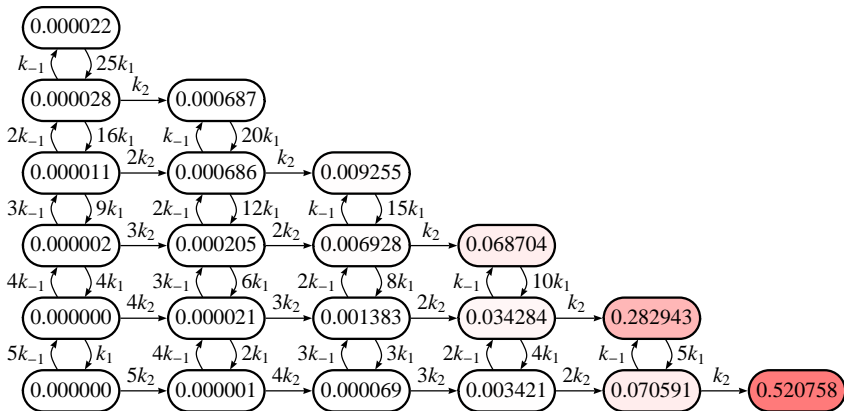 0.000022
k₋₁ 25k₁ k₂
0.000028 0.000687
2k₋₁ 16k₁ 2k₂ k₋₁ 20k₁ k₂
0.000011 0.000686 0.009255
3k₋₁ 9k₁ 3k₂ 2k₋₁ 12k₁ 2k₂ k₋₁ 15k₁ k₂
0.000002 0.000205 0.006928 0.068704
4k₋₁ 4k₁ 4k₂ 3k₋₁ 6k₁ 3k₂ 2k₋₁ 8k₁ 2k₂ k₋₁ 10k₁ k₂
0.000000 0.000021 0.001383 0.034284 0.282943
5k₋₁ k₁ 5k₂ 4k₋₁ 2k₁ 4k₂ 3k₋₁ 3k₁ 3k₂ 2k₋₁ 4k₁ 2k₂ k₋₁ 5k₁ k₂
0.000000 0.000001 0.000069 0.003421 0.070591 0.520758